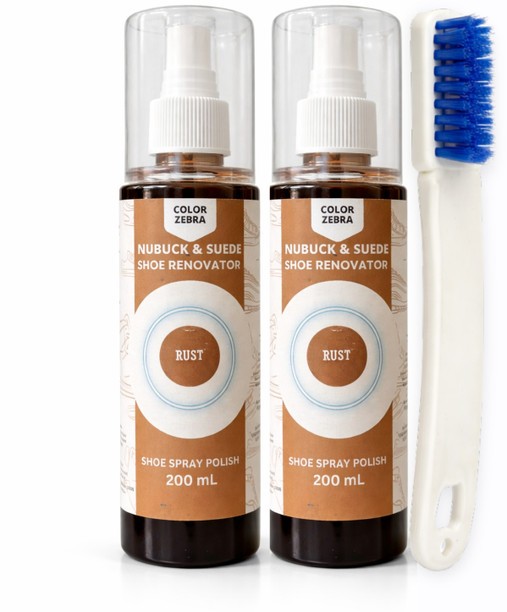 COLOR
ZEBRA
NUBUCK & SUEDE
SHOE RENOVATOR
RUST
SHOE SPRAY POLISH
200 mL
COLOR
ZEBRA
NUBUCK & SUEDE
SHOE RENOVATOR
RUST
SHOE SPRAY POLISH
200 mL